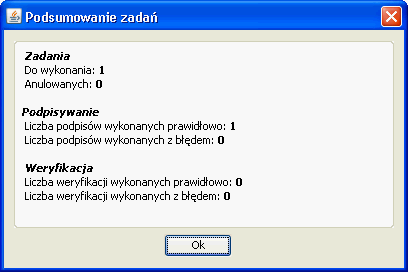 Podsumowanie zadań
Zadania
Do wykonania: 1
Anulowanych: 0
Podpisywanie
Liczba podpisów wykonanych prawidłowo: 1
Liczba podpisów wykonanych z błędem: 0
Weryfikacja
Liczba weryfikacji wykonanych prawidłowo: 0
Liczba weryfikacji wykonanych z błędem: 0
Ok